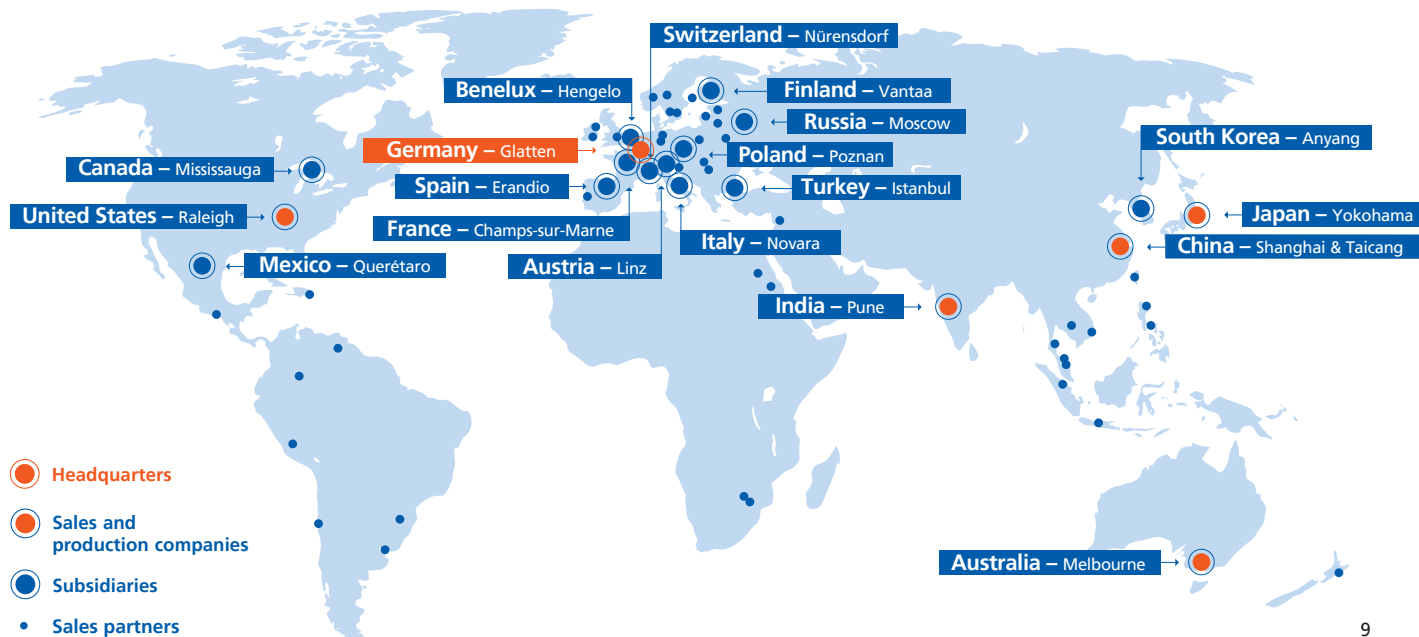 Switzerland – Nürensdorf
Benelux – Hengelo
Finland – Vantaa
Russia – Moscow
South Korea – Anyang
Germany – Glatten
Poland – Poznan
Canada – Mississauga
Spain – Erandio
Turkey – Istanbul
United States – Raleigh
Japan – Yokohama
France – Champs-sur-Marne
Italy – Novara
China – Shanghai & Taicang
Mexico – Querétaro
Austria – Linz
India – Pune
Headquarters
Sales and
production companies
Australia – Melbourne
Subsidiaries
Sales partners
9